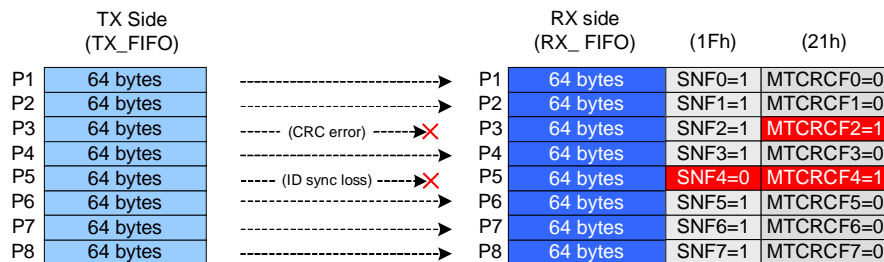 TX Side
(TX_FIFO)
RX side
(RX_ FIFO)
(1Fh)
(21h)
P1 64 bytes P1 64 bytes SNF0=1 MTCRCF0=0
P2 64 bytes P2 64 bytes SNF1=1 MTCRCF1=0
P3 64 bytes (CRC error) P3 64 bytes SNF2=1 MTCRCF2=1
P4 64 bytes P4 64 bytes SNF3=1 MTCRCF3=0
P5 64 bytes (ID sync loss) P5 64 bytes SNF4=0 MTCRCF4=1
P6 64 bytes P6 64 bytes SNF5=1 MTCRCF5=0
P7 64 bytes P7 64 bytes SNF6=1 MTCRCF6=0
P8 64 bytes P8 64 bytes SNF7=1 MTCRCF7=0